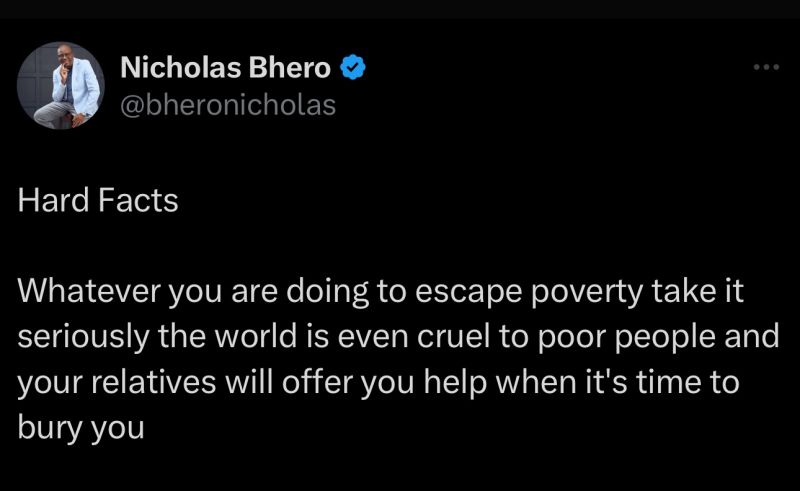 Nicholas Bhero
@bheronicholas
Hard Facts
Whatever you are doing to escape poverty take it
seriously the world is even cruel to poor people and
your relatives will offer you help when it's time to
bury you